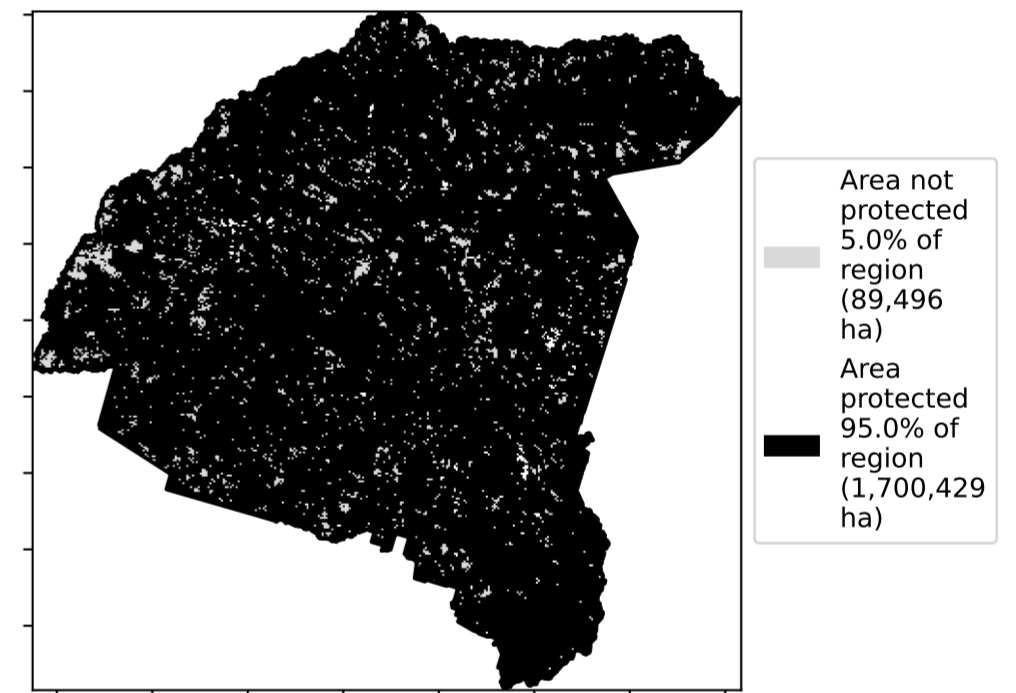 Area not
protected
5.0% of
region
(89,496
ha)
Area
protected
95.0% of
region
(1,700,429
ha)